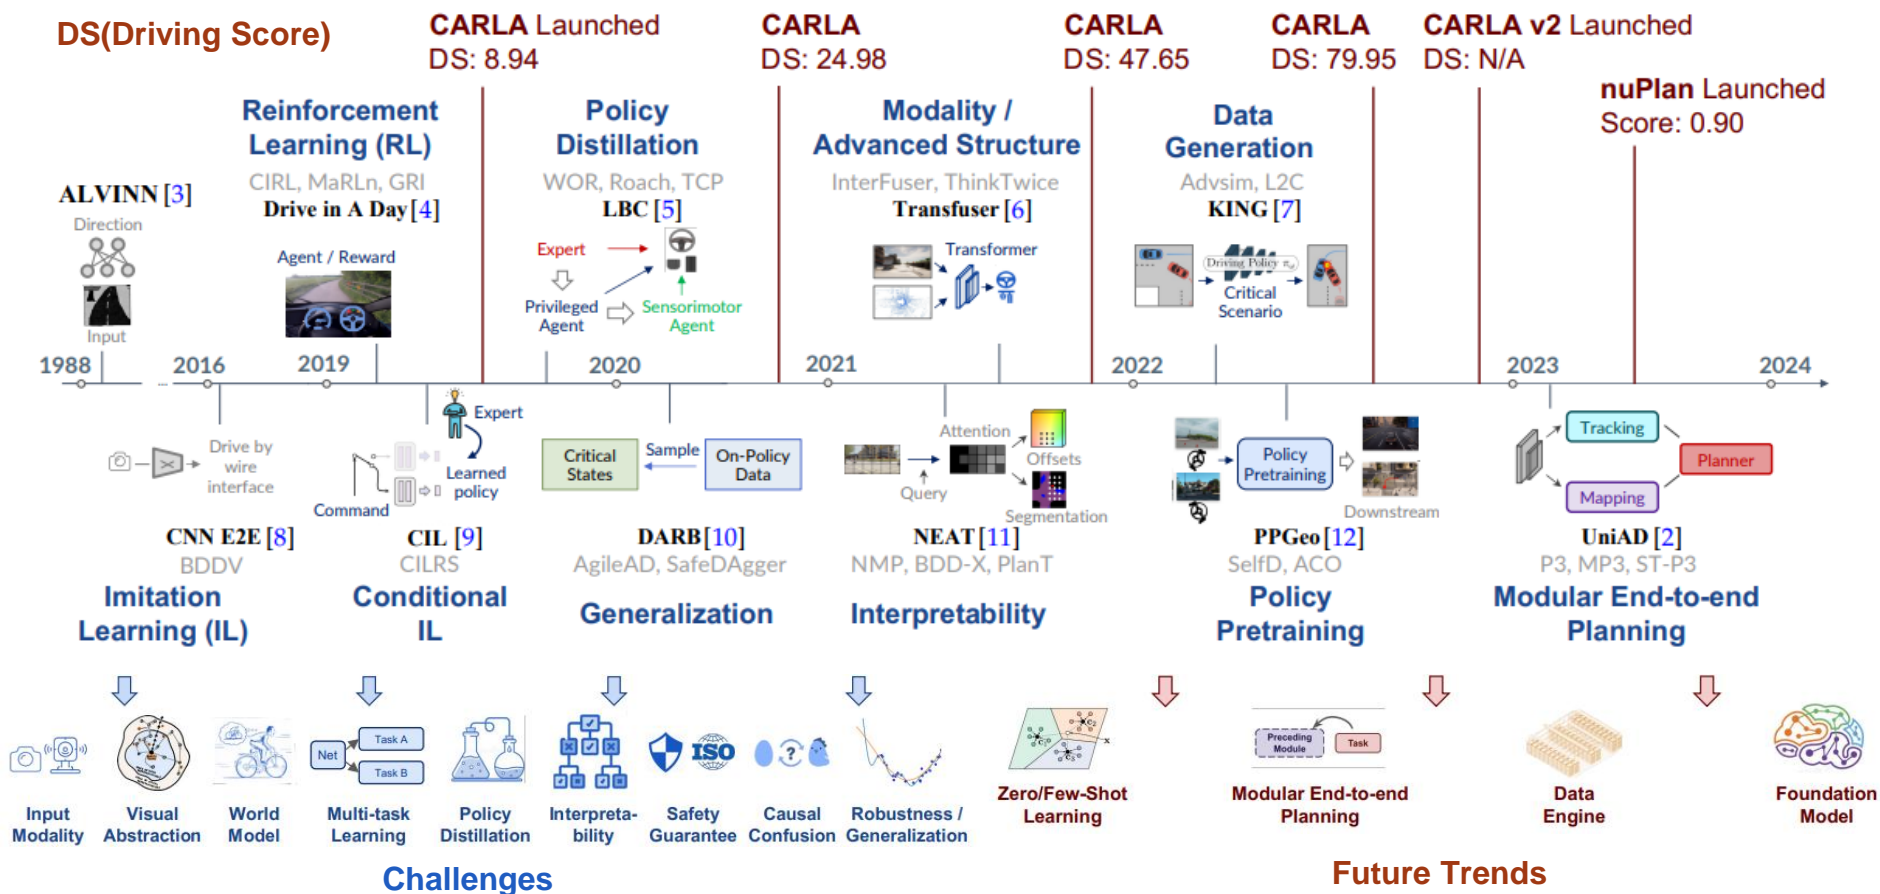 DS(Driving Score)
CARLA Launched
DS: 8.94
CARLA
DS: 24.98
CARLA
DS: 47.65
CARLA
DS: 79.95
CARLA v2 Launched
DS: N/A
nuPlan Launched
Score: 0.90
ALVINN [3]
Direction
Input
Reinforcement
Learning (RL)
CIRL, MaRLn, GRI
Drive in A Day[4]
Agent / Reward
Policy
Distillation
WOR, Roach, TCP
LBC [5]
Expert
Privileged
Agent
Sensorimotor
Agent
Modality /
Advanced Structure
InterFuser, ThinkTwice
Transfuser [6]
Transformer
Data
Generation
Advsim, L2C
KING [7]
Driving Policy
Critical
Scenario
1988
...
2016
2019
2020
2021
2022
2023
2024
Drive by
wire
interface
CNN E2E [8]
BDDV
Imitation
Learning (IL)
Expert
Learned
policy
Command
CIL [9]
CILRS
Conditional
IL
Critical
States
Sample
On-Policy
Data
DARB[10]
AgileAD, SafeDAgger
Generalization
Attention
Offsets
Query
Segmentation
NEAT [11]
NMP, BDD-X, PlanT
Interpretability
Policy
Pretraining
Downstream
PPGeo [12]
SelfD, ACO
Policy
Pretraining
Tracking
Mapping
Planner
UniAD [2]
P3, MP3, ST-P3
Modular End-to-end
Planning
Input
Modality
Visual
Abstraction
World
Model
Net
Task A
Task B
Multi-task
Learning
Policy
Distillation
Interpreta-
bility
ISO
Safety
Guarantee
?
Causal
Confusion
Robustness /
Generalization
C1
C2
C3
x
Zero/Few-Shot
Learning
Preceding
Module
Task
Modular End-to-end
Planning
Data
Engine
Foundation
Model
Challenges
Future Trends